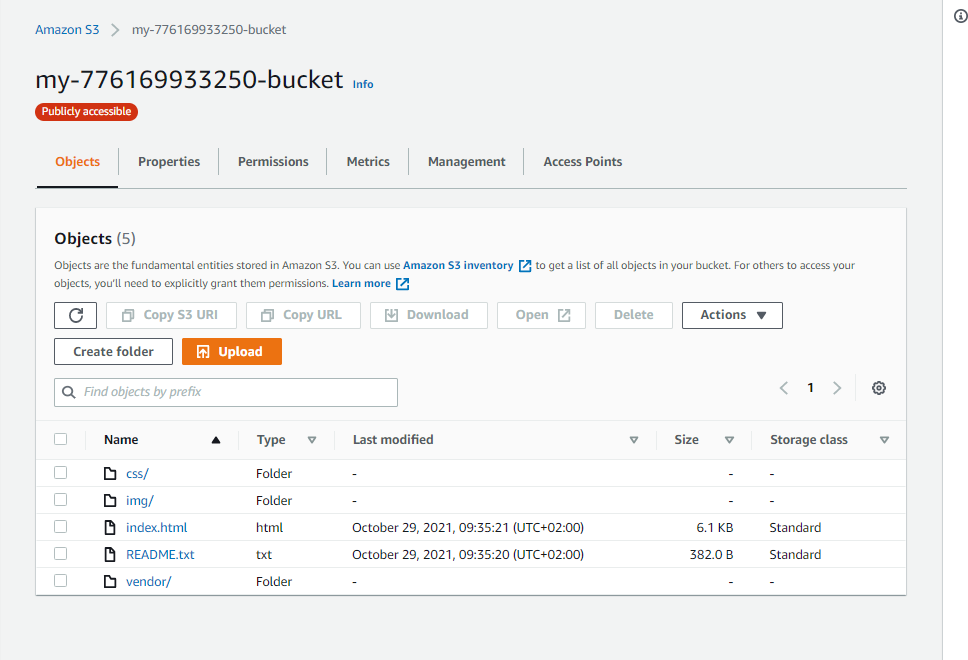 Amazon S3 > my-776169933250-bucket
my-776169933250-bucket Info
Publicly accessible
Objects Properties Permissions Metrics Management Access Points
Objects (5)
Objects are the fundamental entities stored in Amazon S3. You can use Amazon S3 inventory to get a list of all objects in your bucket. For others to access your
objects, you'll need to explicitly grant them permissions. Learn more
Copy S3 URI Copy URL Download Open Delete Actions
Create folder Upload
Find objects by prefix 1
Name Type Last modified Size Storage class
css/ Folder - - -
img/ Folder - - -
index.html html October 29, 2021, 09:35:21 (UTC+02:00) 6.1 KB Standard
README.txt txt October 29, 2021, 09:35:20 (UTC+02:00) 382.0 B Standard
vendor/ Folder - - -